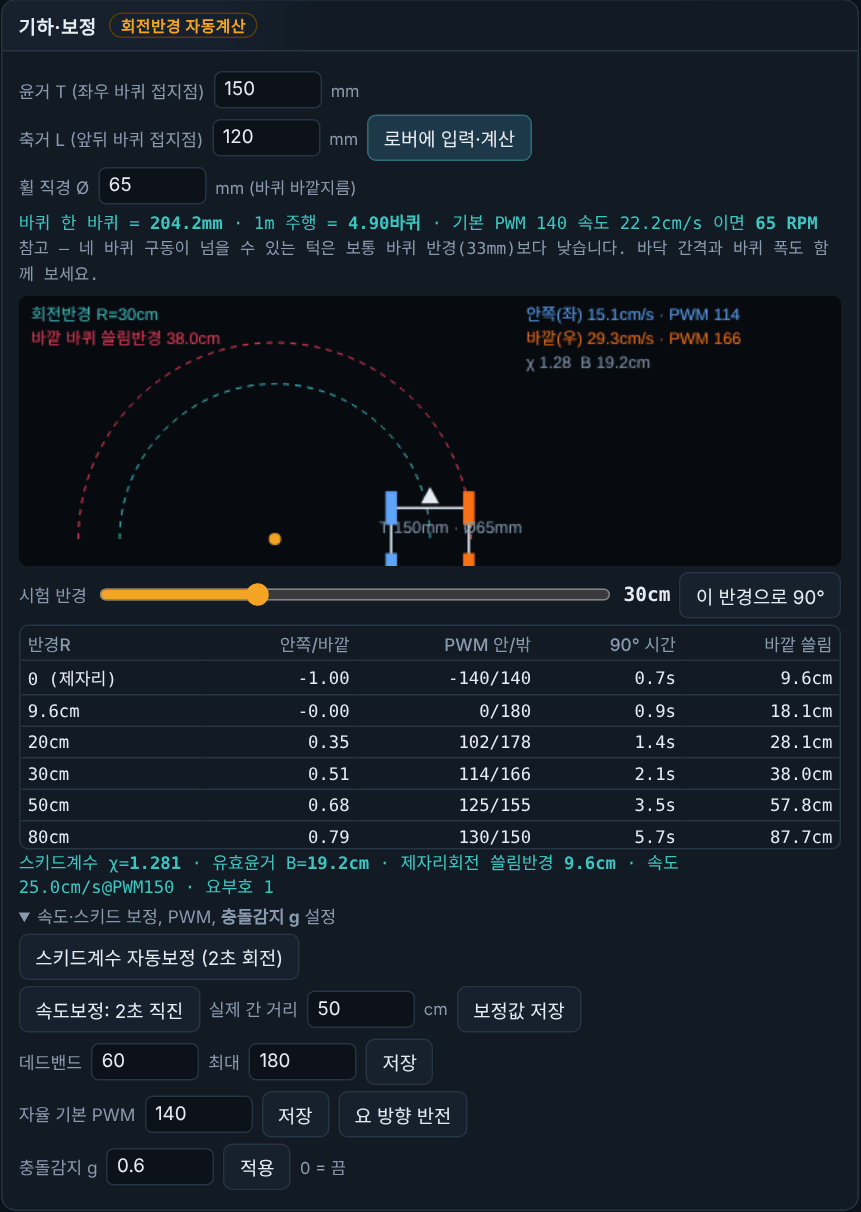 기하·보정 회전반경 자동계산
윤거 T (좌우 바퀴 접지점) 150 mm
축거 L (앞뒤 바퀴 접지점) 120 mm 로버에 입력·계산
휠 직경 Ø 65 mm (바퀴 바깥지름)
바퀴 한 바퀴 = 204.2mm · 1m 주행 = 4.90바퀴 · 기본 PWM 140 속도 22.2cm/s 이면 65 RPM
참고 — 네 바퀴 구동이 넘을 수 있는 턱은 보통 바퀴 반경(33mm)보다 낮습니다. 바닥 간격과 바퀴 폭도 함
께 보세요.
회전반경 R=30cm 안쪽(좌) 15.1cm/s · PWM 114
바깥 바퀴 쓸림반경 38.0cm 바깥(우) 29.3cm/s · PWM 166
χ 1.28 B 19.2cm
T 150mm · Ø65mm
시험 반경 30cm 이 반경으로 90°
반경R 안쪽/바깥 PWM 안/밖 90° 시간 바깥 쓸림
0 (제자리) -1.00 -140/140 0.7s 9.6cm
9.6cm -0.00 0/180 0.9s 18.1cm
20cm 0.35 102/178 1.4s 28.1cm
30cm 0.51 114/166 2.1s 38.0cm
50cm 0.68 125/155 3.5s 57.8cm
80cm 0.79 130/150 5.7s 87.7cm
스키드계수 χ=1.281 · 유효윤거 B=19.2cm · 제자리회전 쓸림반경 9.6cm · 속도
25.0cm/s@PWM150 · 요부호 1
▼ 속도·스키드 보정, PWM, 충돌감지 g 설정
스키드계수 자동보정 (2초 회전)
속도보정: 2초 직진 실제 간 거리 50 cm 보정값 저장
데드밴드 60 최대 180 저장
자율 기본 PWM 140 저장 요 방향 반전
충돌감지 g 0.6 적용 0 = 끔